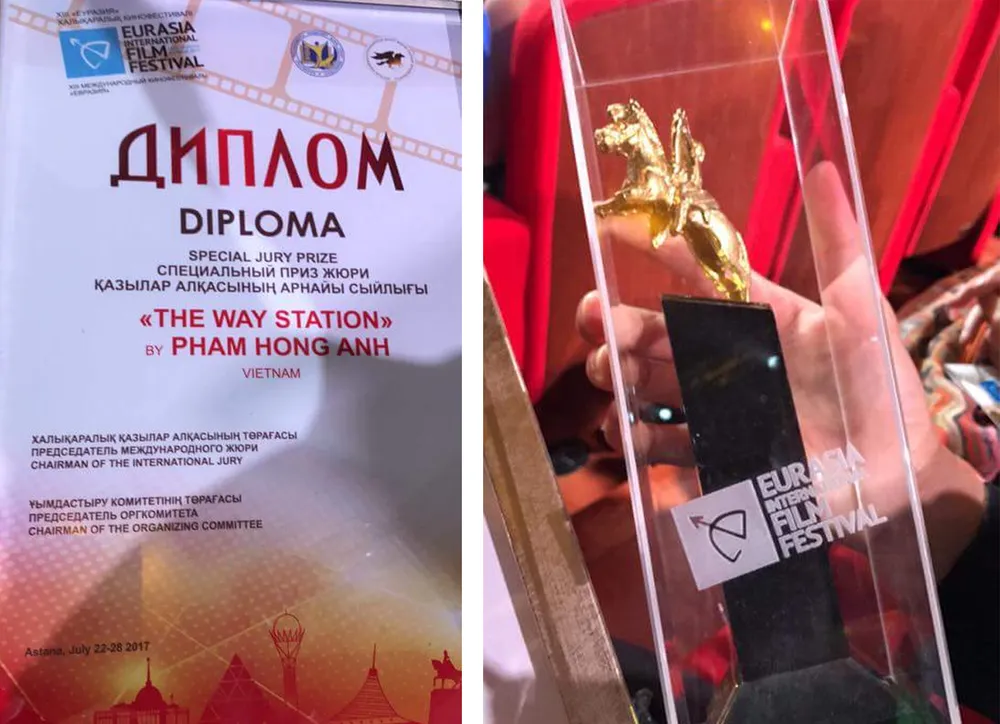 XIII «ЕУРАЗИЯ»
ХАЛЫҚАРАЛЫҚ КИНОФЕСТИВАЛІ
EURASIA
INTERNATIONAL
FILM
FESTIVAL
XIII МЕЖДУНАРОДНЫЙ КИНОФЕСТИВАЛЬ
«ЕВРАЗИЯ»
ДИПЛОМ
DIPLOMA
SPECIAL JURY PRIZE
СПЕЦИАЛЬНЫЙ ПРИЗ ЖЮРИ
ҚАЗЫЛАР АЛҚАСЫНЫҢ АРНАЙЫ СЫЙЛЫҒЫ
«THE WAY STATION»
BY PHAM HONG ANH
VIETNAM
ХАЛЫҚАРАЛЫҚ ҚАЗЫЛАР АЛҚАСЫНЫҢ ТӨРАҒАСЫ
ПРЕДСЕДАТЕЛЬ МЕЖДУНАРОДНОГО ЖЮРИ
CHAIRMAN OF THE INTERNATIONAL JURY
ҰЙЫМДАСТЫРУ КОМИТЕТІНІҢ ТӨРАҒАСЫ
ПРЕДСЕДАТЕЛЬ ОРГКОМИТЕТА
CHAIRMAN OF THE ORGANIZING COMMITTEE
Astana, July 22-28 2017
EURASIA
INTERNATIONAL
FILM
FESTIVAL